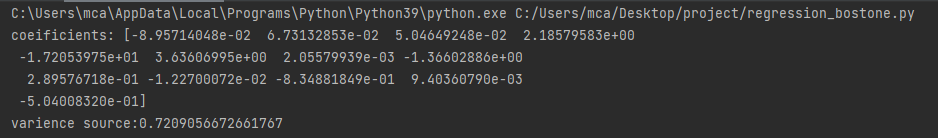 C:\Users\mca\AppData\Local\Programs\Python\Python39\python.exe C:/Users/mca/Desktop/project/regression_bostone.py
coeificients: [-8.95714048e-02  6.73132853e-02  5.04649248e-02  2.18579583e+00
 -1.72053975e+01  3.63606995e+00  2.05579939e-03 -1.36602886e+00
  2.89576718e-01 -1.22700072e-02 -8.34881849e-01  9.40360790e-03
 -5.04008320e-01]
varience source:0.7209056672661767